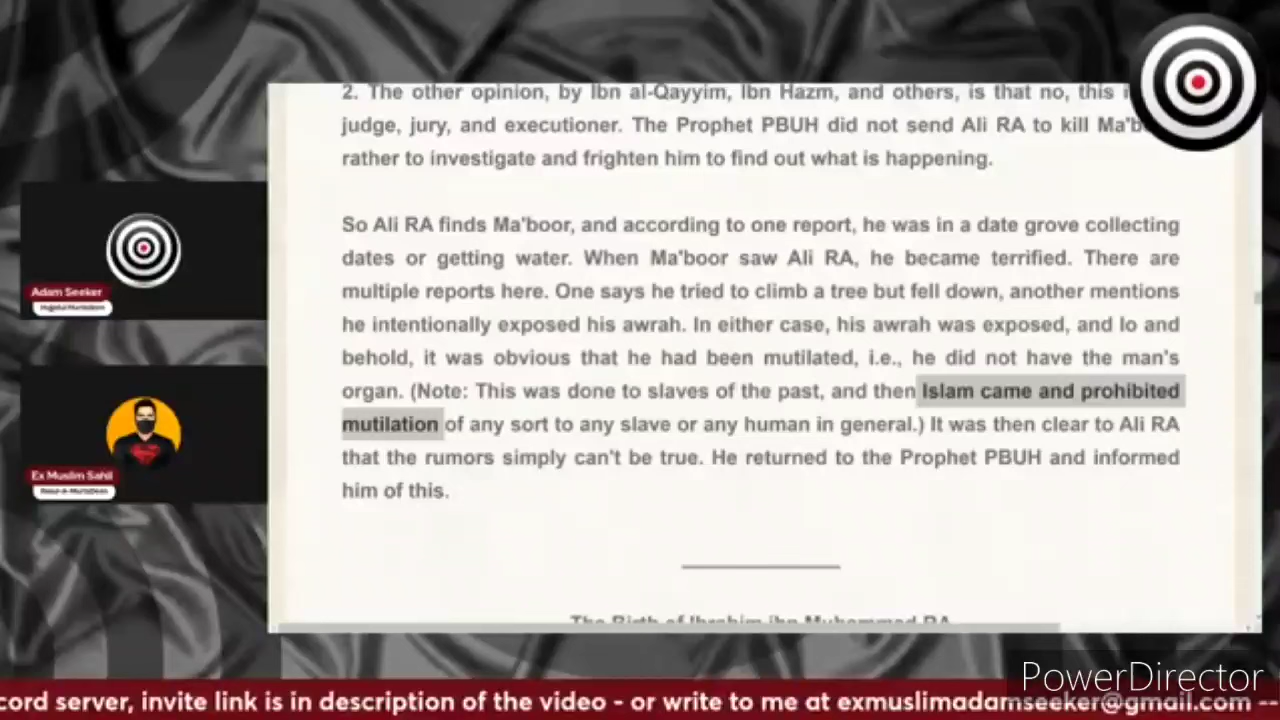 2. The other opinion, by Ibn al-Qayyim, Ibn Hazm, and others, is that no, this
judge, jury, and executioner. The Prophet PBUH did not send Ali RA to kill
rather to investigate and frighten him to find out what is happening.
So Ali RA finds Ma'boor, and according to one report, he was in a date grove collecting
dates or getting water. When Ma'boor saw Ali RA, he became terrified. There are
multiple reports here. One says he tried to climb a tree but fell down, another mentions
he intentionally exposed his awrah. In either case, his awrah was exposed, and lo and
behold, it was obvious that he had been mutilated, i.e., he did not have the man's
organ. (Note: This was done to slaves of the past, and then Islam came and prohibited
mutilation of any sort to any slave or any human in general.) It was then clear to Ali RA
that the rumors simply can't be true. He returned to the Prophet PBUH and informed
him of this.
The Birth of Ibrahim ibn Muhammad RA
Adam Seeker
Ex Muslim Sahil
PowerDirector
cord server, invite link is in description of the video - or write to me at exmuslimadamseeker@gmail.com --